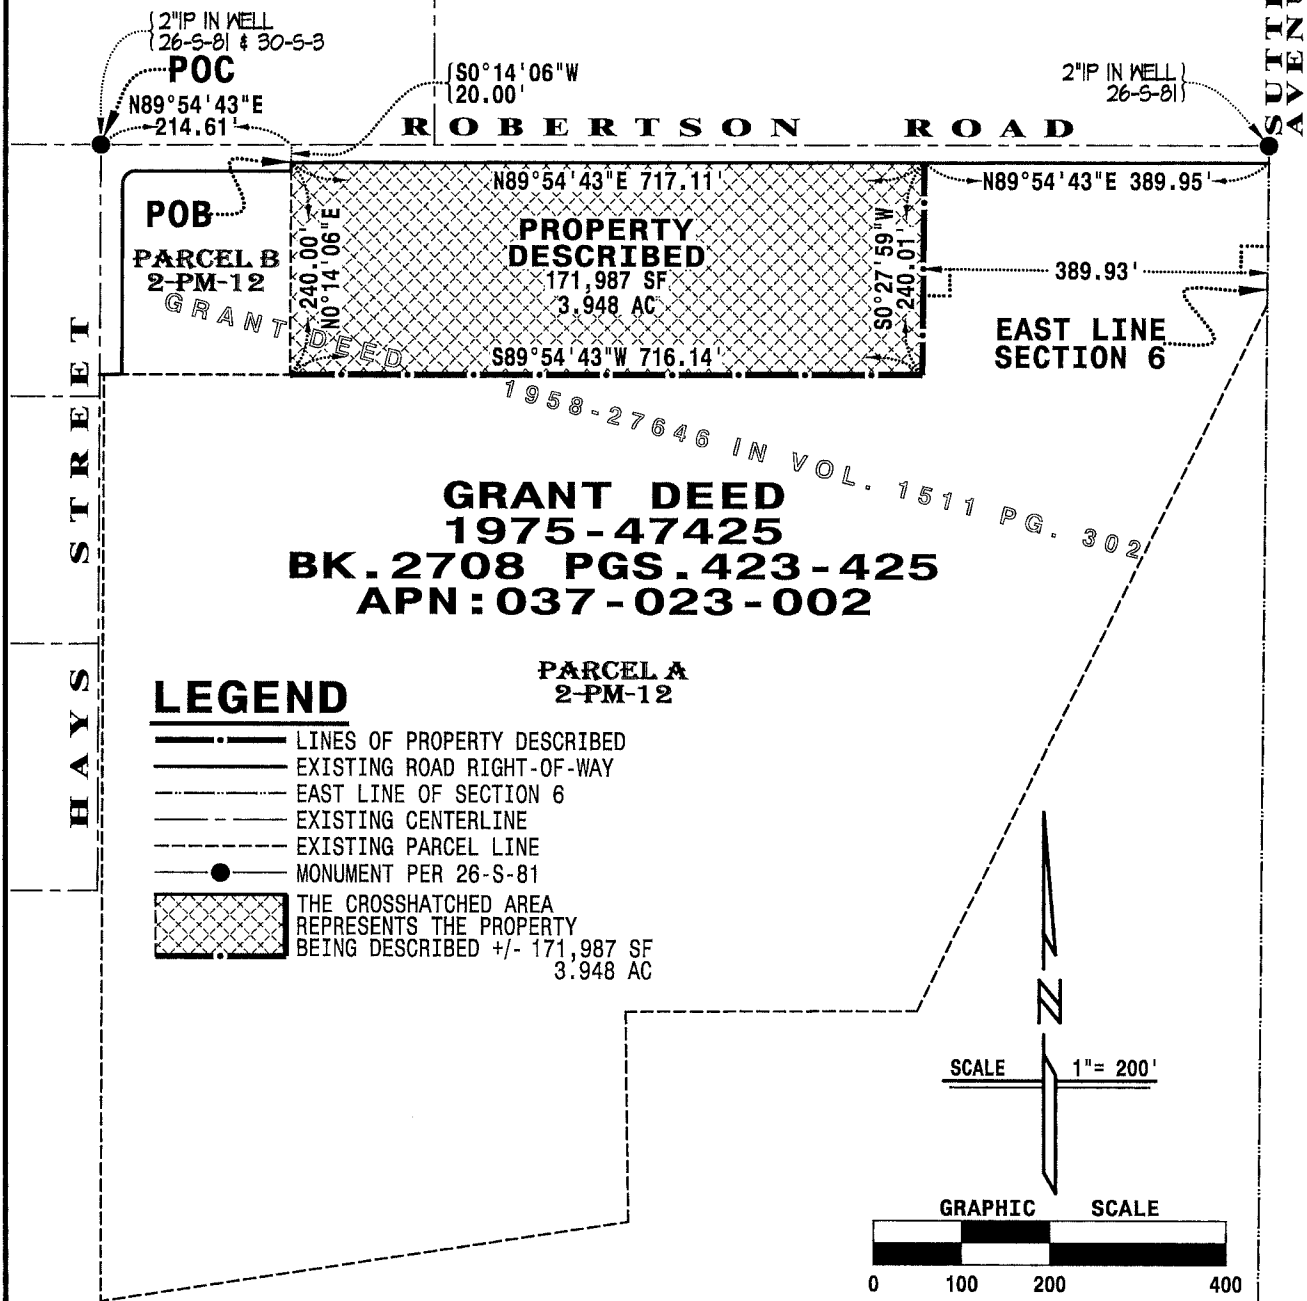 2"IP IN WELL
26-S-81 & 30-S-3
POC
N89°54'43"E
214.61'
S0°14'06"W
20.00'
2"IP IN WELL
26-S-81
ROBERTSON ROAD
POB
PARCEL B
2-PM-12
N89°54'43"E 717.11'
N89°54'43"E 389.95'
240.00'
N0°14'06"E
PROPERTY
DESCRIBED
171,987 SF
3.948 AC
S0°27'59"W
240.01'
389.93'
EAST LINE
SECTION 6
S89°54'43"W 716.14'
GRANT DEED
1958-27646 IN VOL. 1511 PG. 302
HAYS STREET
GRANT DEED
1975-47425
BK.2708 PGS.423-425
APN:037-023-002
PARCEL A
2-PM-12
LEGEND
LINES OF PROPERTY DESCRIBED
EXISTING ROAD RIGHT-OF-WAY
EAST LINE OF SECTION 6
EXISTING CENTERLINE
EXISTING PARCEL LINE
MONUMENT PER 26-S-81
THE CROSSHATCHED AREA
REPRESENTS THE PROPERTY
BEING DESCRIBED +/- 171,987 SF
3.948 AC
N
SCALE 1"= 200'
GRAPHIC SCALE
0 100 200 400